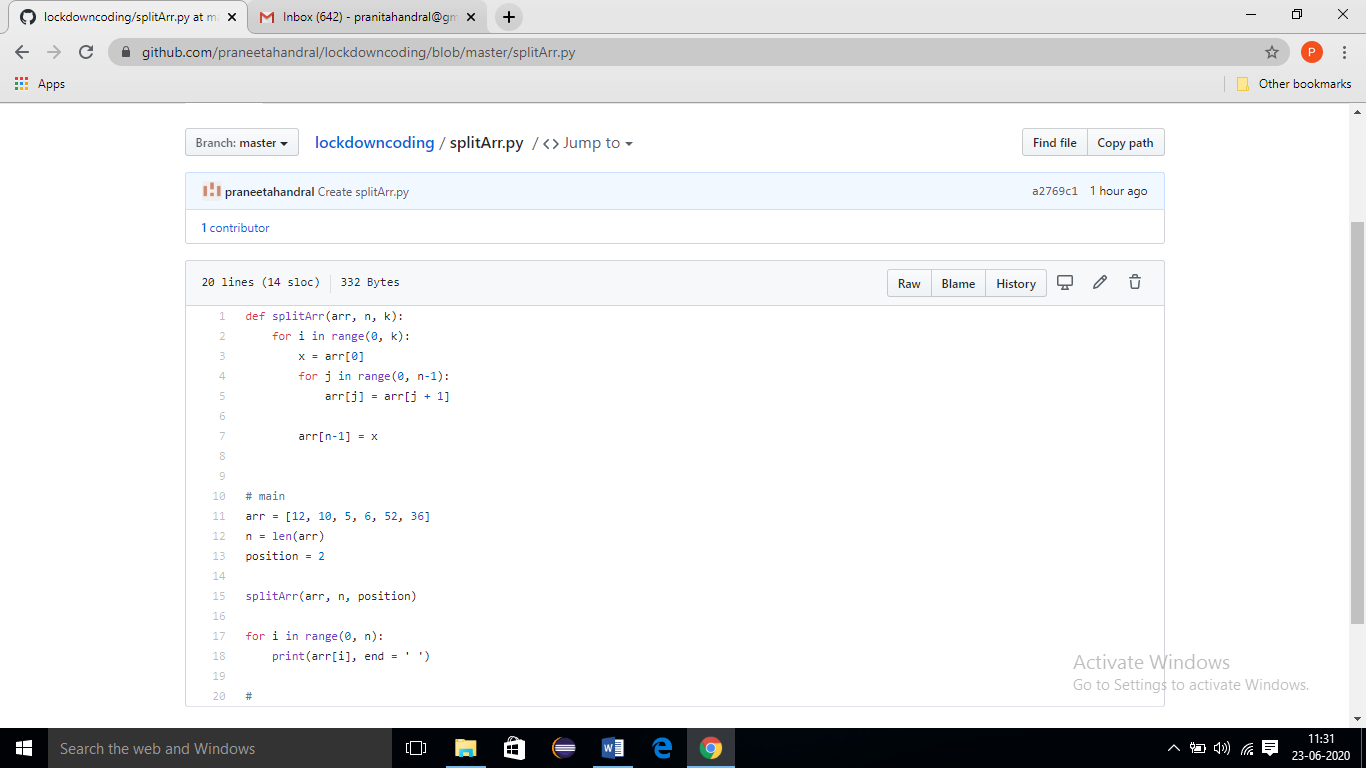 lockdowncoding/splitArr.py at m
Inbox (642) - pranitahandral@gm
github.com/praneetahandral/lockdowncoding/blob/master/splitArr.py
P
Apps
Other bookmarks
Branch: master
lockdowncoding / splitArr.py / <> Jump to
Find file
Copy path
praneetahandral Create splitArr.py
a2769c1 1 hour ago
1 contributor
20 lines (14 sloc) 332 Bytes
Raw
Blame
History
1 def splitArr(arr, n, k):
2     for i in range(0, k):
3         x = arr[0]
4         for j in range(0, n-1):
5             arr[j] = arr[j + 1]
6
7         arr[n-1] = x
8
9
10 # main
11 arr = [12, 10, 5, 6, 52, 36]
12 n = len(arr)
13 position = 2
14
15 splitArr(arr, n, position)
16
17 for i in range(0, n):
18     print(arr[i], end = ' ')
19
20 #
Activate Windows
Go to Settings to activate Windows.
Search the web and Windows
11:31
23-06-2020